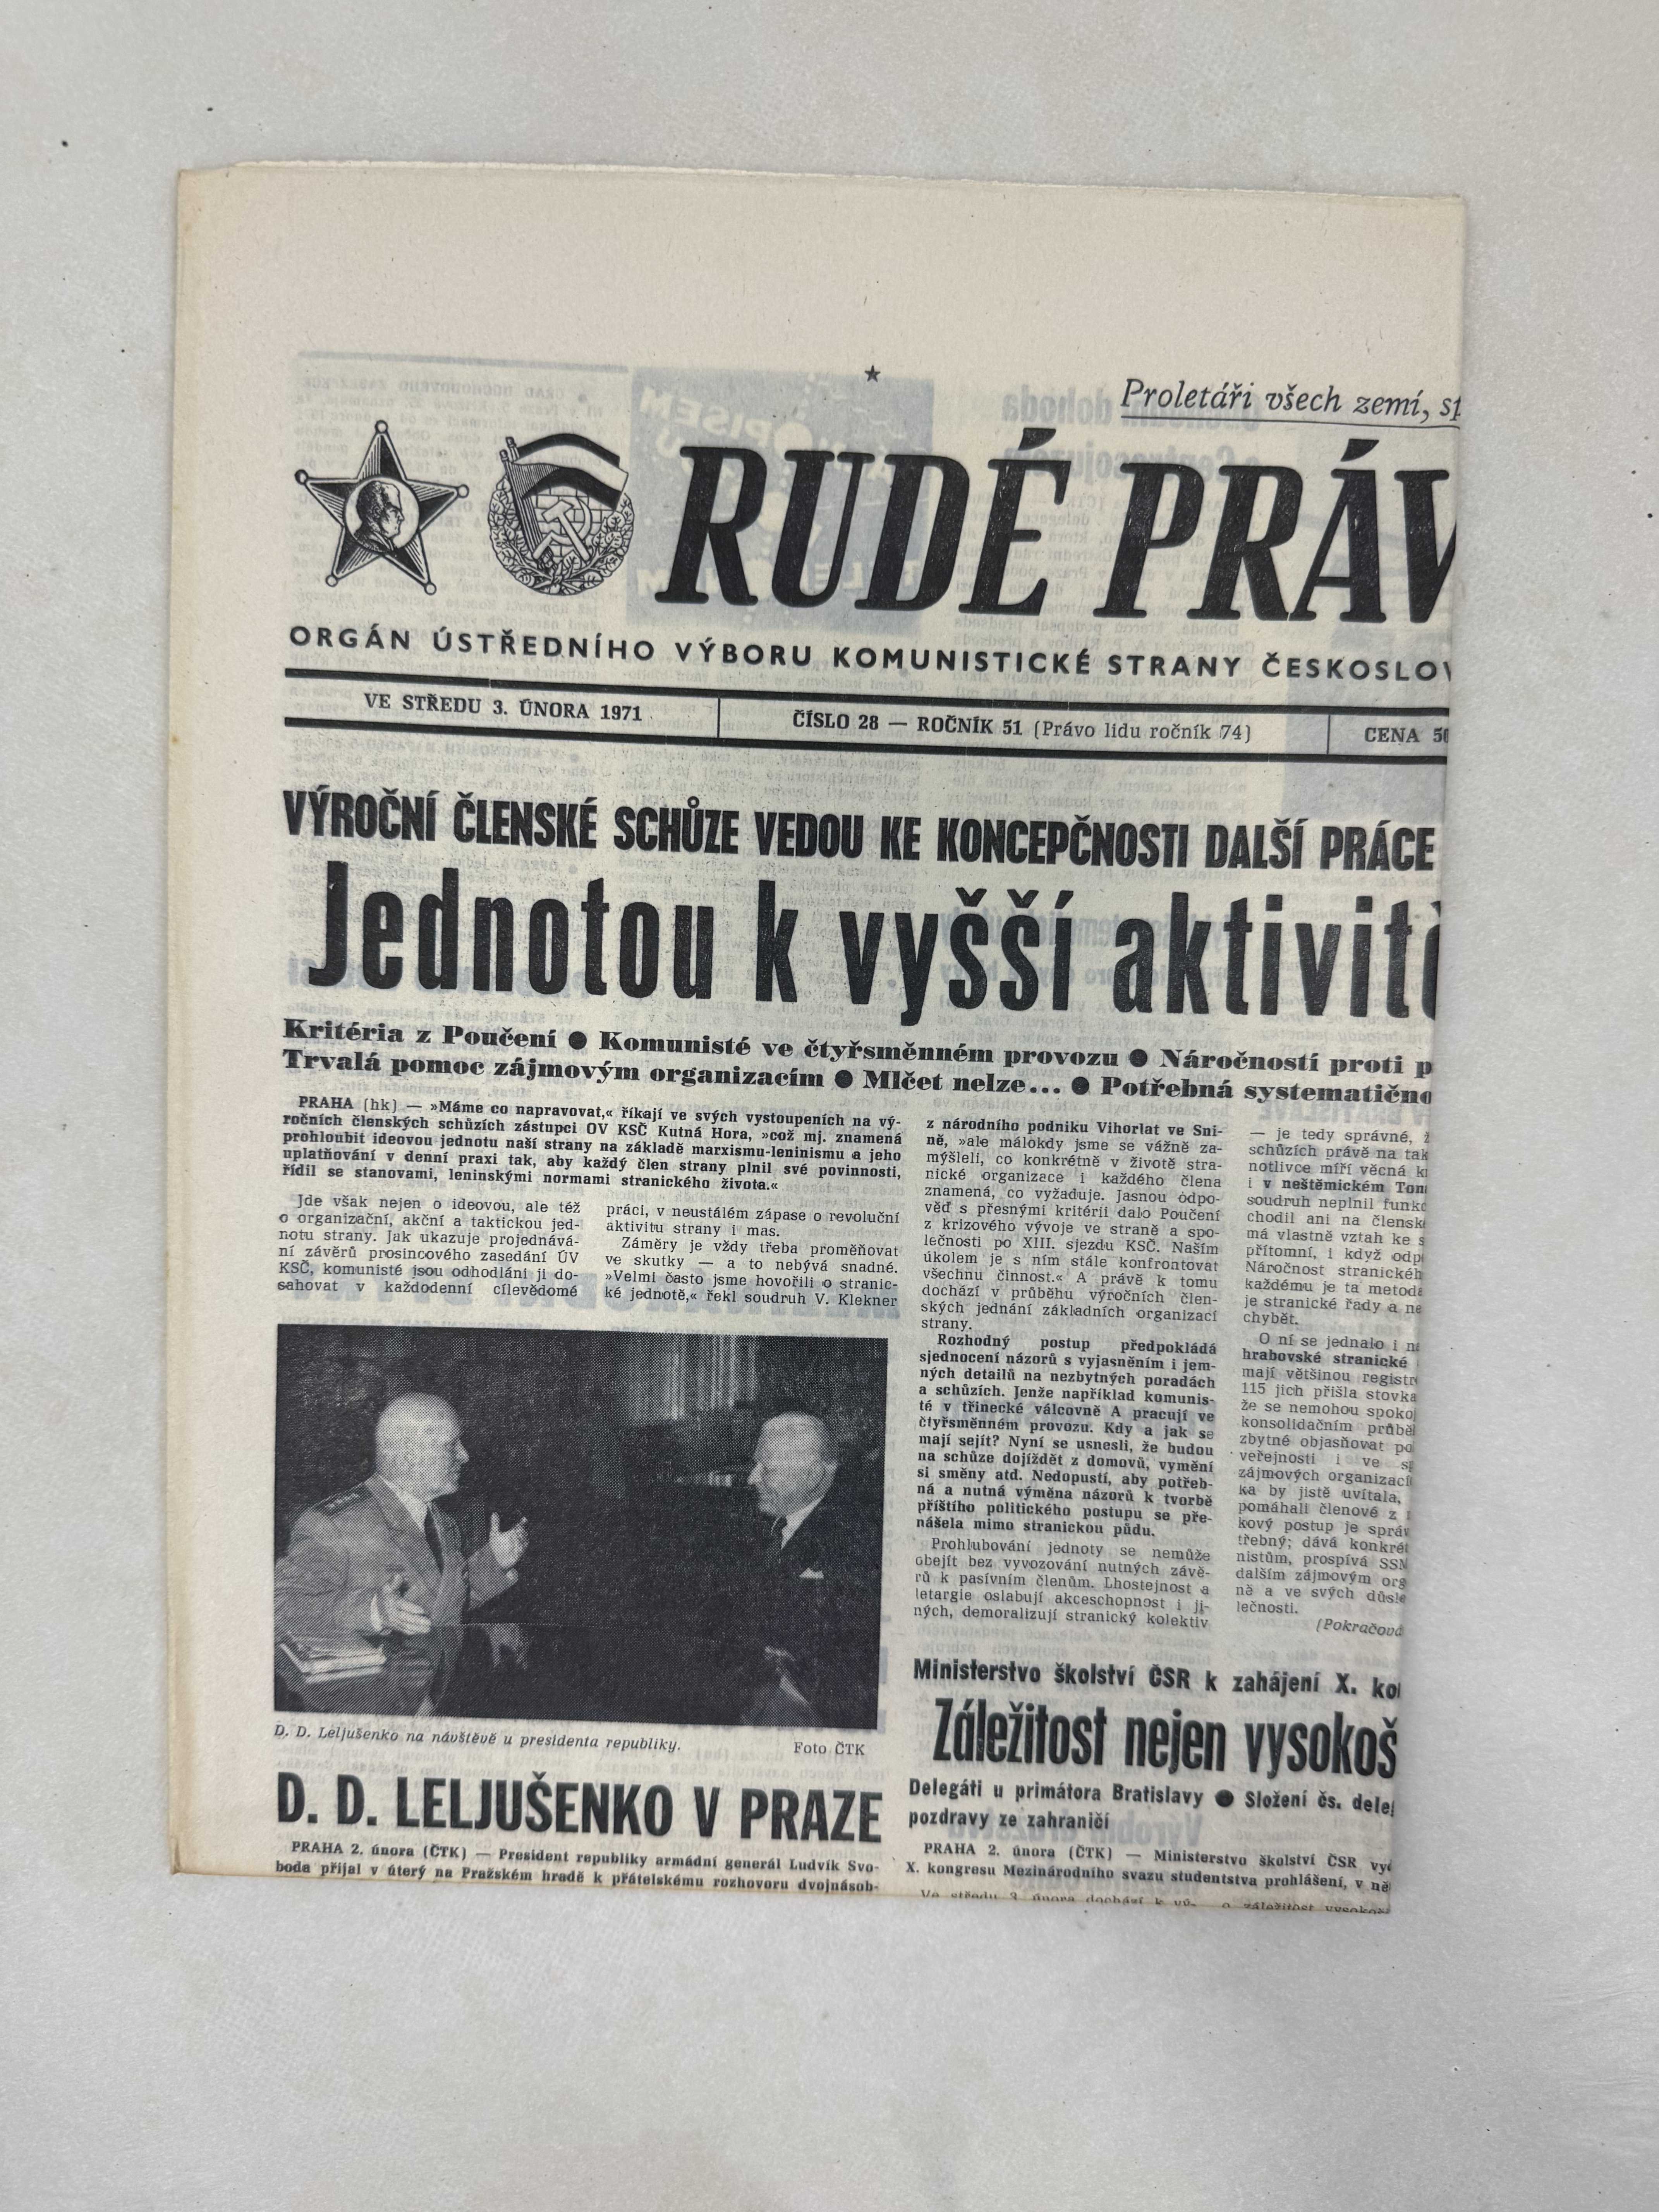 Proletáři všech zemí,
RUDÉ PRÁV
ORGÁN ÚSTŘEDNÍHO VÝBORU KOMUNISTICKÉ STRANY ČESKOSLOV
VE STŘEDU 3. ÚNORA 1971
ČÍSLO 28 — ROČNÍK 51 (Právo lidu ročník 74)
CENA 50
VÝROČNÍ ČLENSKÉ SCHŮZE VEDOU KE KONCEPČNOSTI DALŠÍ PRÁCE
Jednotou k vyšší aktivitě
Kritéria z Poučení ● Komunisté ve čtyřsměnném provozu ● Náročností proti p
Trvalá pomoc zájmovým organizacím ● Mlčet nelze... ● Potřebná systematično
PRAHA (hk) — »Máme co napravovat,« říkají ve svých vystoupeních na vý-
ročních členských schůzích zástupci OV KSČ Kutná Hora, »což mj. znamená
prohloubit ideovou jednotu naší strany na základě marxismu-leninismu a jeho
uplatňování v denní praxi tak, aby každý člen strany plnil své povinnosti,
řídil se stanovami, leninskými normami stranického života.«
Jde však nejen o ideovou, ale též
o organizační, akční a taktickou jed-
notu strany. Jak ukazuje projednává-
ní závěrů prosincového zasedání ÚV
KSČ, komunisté jsou odhodláni ji do-
sahovat v každodenní cílevědomé
práci, v neustálém zápase o revoluční
aktivitu strany i mas.
Záměry je vždy třeba proměňovat
ve skutky — a to nebývá snadné.
»Velmi často jsme hovořili o stranic-
ké jednotě,« řekl soudruh V. Klekner
z národního podniku Vihorlat ve Sni-
ně, »ale málokdy jsme se vážně za-
mýšleli, co konkrétně v životě stra-
nické organizace i každého člena
znamená, co vyžaduje. Jasnou odpo-
věď s přesnými kritérii dalo Poučení
z krizového vývoje ve straně a spo-
lečnosti po XIII. sjezdu KSČ. Naším
úkolem je s ním stále konfrontovat
všechnu činnost.« A právě k tomu
dochází v průběhu výročních člen-
ských jednání základních organizací
strany.
Rozhodný postup předpokládá
sjednocení názorů s vyjasněním i jem-
ných detailů na nezbytných poradách
a schůzích. Jenže například komunis-
té v třinecké válcovně A pracují ve
čtyřsměnném provozu. Kdy a jak se
mají sejít? Nyní se usnesli, že budou
na schůze dojíždět z domovů, vymění
si směny atd. Nedopustí, aby potřeb-
ná a nutná výměna názorů k tvorbě
příštího politického postupu se pře-
nášela mimo stranickou půdu.
Prohlubování jednoty se nemůže
obejít bez vyvozování nutných závě-
rů k pasívním členům. Lhostejnost a
letargie oslabují akceschopnost i ji-
ných, demoralizují stranický kolektiv
— je tedy správné, ž
schůzích právě na tak
notlivce míří věcná kr
i v neštěmickém Ton
soudruh neplnil funkc
chodil ani na člensk
má vlastně vztah ke s
přítomní, i když odp
Náročnost stranickéh
každému je ta metoda
je stranické řady a ne
chybět.
O ní se jednalo i na
hrabovské stranické
mají většinou registr
115 jich přišla stovka
že se nemohou spokoj
konsolidačním průběh
zbytné objasňovat po
veřejnosti i ve sp
zájmových organizací
ka by jistě uvítala,
pomáhali členové z
kový postup je správ
třebný; dává konkrét
nistům, prospívá SSM
dalším zájmovým org
ně a ve svých důsle
lečnosti.
(Pokračová
D. D. Leljušenko na návštěvě u presidenta republiky. Foto ČTK
D. D. LELJUŠENKO V PRAZE
PRAHA 2. února (ČTK) — President republiky armádní generál Ludvík Svo-
boda přijal v úterý na Pražském hradě k přátelskému rozhovoru dvojnásob-
Ministerstvo školství ČSR k zahájení X. kon
Záležitost nejen vysokoš
Delegáti u primátora Bratislavy ● Složení čs. deleg
pozdravy ze zahraničí
PRAHA 2. února (ČTK) — Ministerstvo školství ČSR vyd
X. kongresu Mezinárodního svazu studentstva prohlášení, v ně
Ve středu 3. února dochází k vý-
o záležitost vysokoš